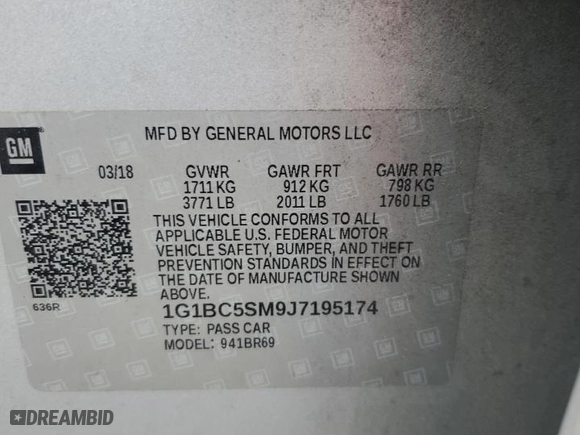 GM
MFD BY GENERAL MOTORS LLC
03/18 GVWR GAWR FRT GAWR RR
1711 KG 912 KG 798 KG
3771 LB 2011 LB 1760 LB
THIS VEHICLE CONFORMS TO ALL
APPLICABLE U.S. FEDERAL MOTOR
VEHICLE SAFETY, BUMPER, AND THEFT
PREVENTION STANDARDS IN EFFECT ON
THE DATE OF MANUFACTURE SHOWN
ABOVE.
636R
1G1BC5SM9J7195174
TYPE: PASS CAR
MODEL: 941BR69
DREAMBID